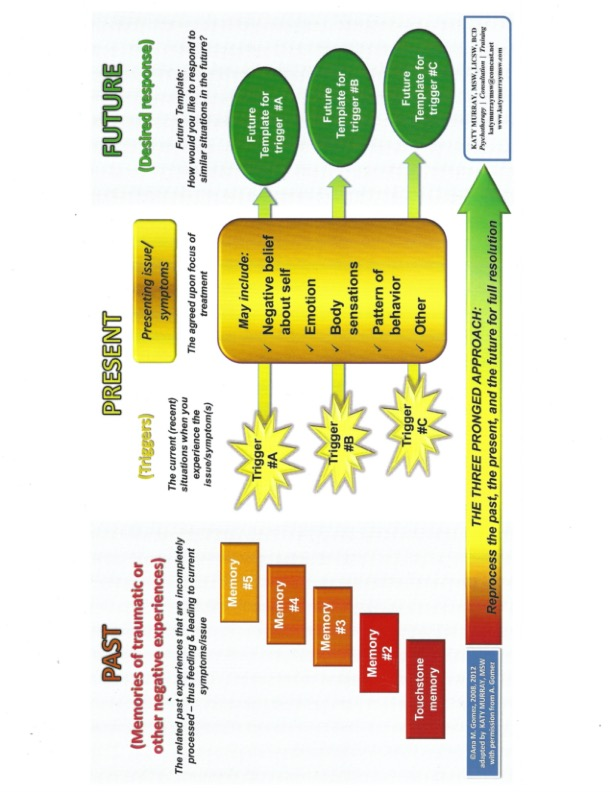 PAST
(Memories of traumatic or
other negative experiences)
The related past experiences that are incompletely
processed – thus feeding & leading to current
symptoms/issue
Memory
#5
Memory
#4
Memory
#3
Memory
#2
Touchstone
memory
PRESENT
(Triggers)
The current (recent)
situations when you
experience the
issue/symptom(s)
Trigger
#A
Trigger
#B
Trigger
#C
Presenting issue/
symptoms
The agreed upon focus of
treatment
May include:
✓ Negative belief
about self
✓ Emotion
✓ Body
sensations
✓ Pattern of
behavior
✓ Other
FUTURE
(Desired response)
Future Template:
How would you like to respond to
similar situations in the future?
Future
Template for
trigger #A
Future
Template for
trigger #B
Future
Template for
trigger #C
THE THREE PRONGED APPROACH:
Reprocess the past, the present, and the future for full resolution
©Ana M. Gomez, 2008, 2012
adapted by KATY MURRAY, MSW
with permission from A. Gomez
KATY MURRAY, MSW, LICSW, BCD
Psychotherapy | Consultation | Training
katymurraymsw@comcast.net
www.katymurraymsw.com